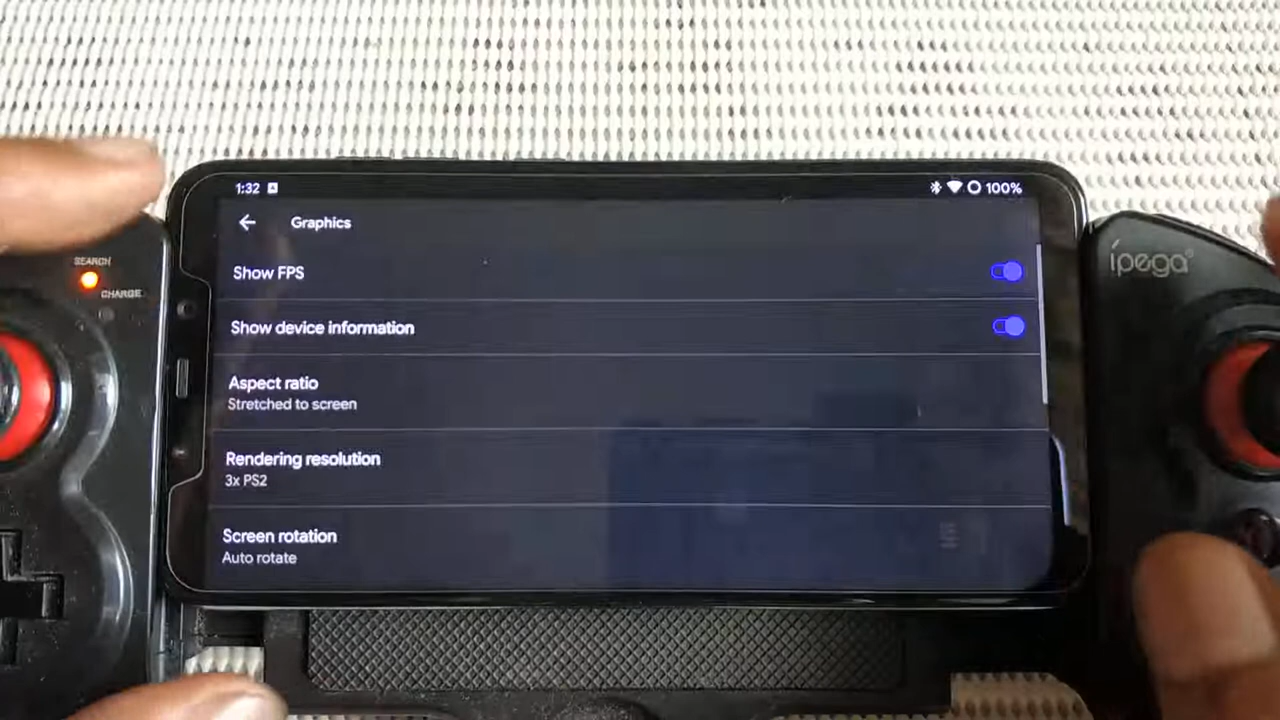 1:32
100%
Graphics
Show FPS
Show device information
Aspect ratio
Stretched to screen
Rendering resolution
3x PS2
Screen rotation
Auto rotate
SEARCH
CHARGE
ípega